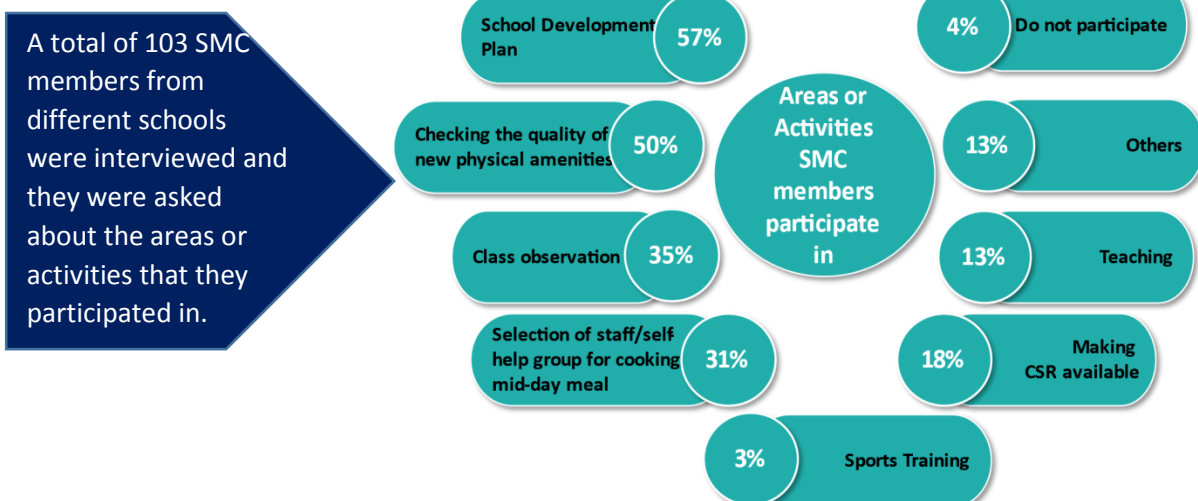 A total of 103 SMC
members from
different schools
were interviewed and
they were asked
about the areas or
activities that they
participated in.
School Development
Plan
57%
Checking the quality of
new physical amenities
50%
Class observation
35%
Selection of staff/self-
help group for cooking
mid-day meal
31%
Areas or
Activities
SMC
members
participate
in
4%
Do not participate
13%
Others
13%
Teaching
18%
Making
CSR available
3%
Sports Training